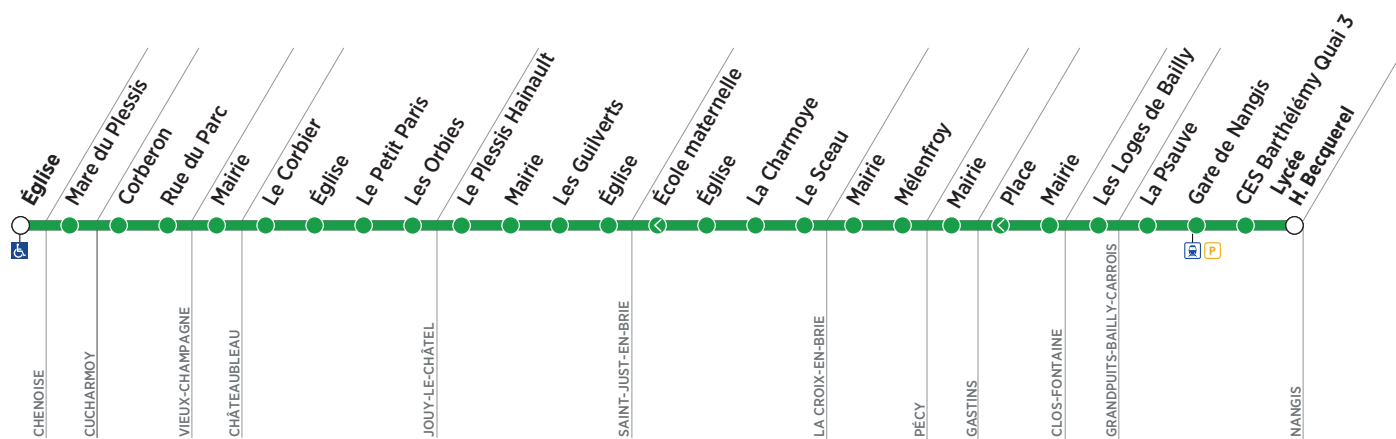 Église
Mare du Plessis
Corberon
Rue du Parc
Mairie
Le Corbier
Église
Le Petit Paris
Les Orbies
Le Plessis Hainault
Mairie
Les Guilverts
Église
École maternelle
Église
La Charmoye
Le Sceau
Mairie
Mélenfroy
Mairie
Place
Mairie
Les Loges de Bailly
La Psauve
Gare de Nangis
CES Barthélémy Quai 3
Lycée
H. Becquerel
P
CHENOISE
CUCHARMOY
VIEUX-CHAMPAGNE
CHÂTEAUBLEAU
JOUY-LE-CHÂTEL
SAINT-JUST-EN-BRIE
LA CROIX-EN-BRIE
PÉCY
GASTINS
CLOS-FONTAINE
GRANDPUITS-BAILLY-CARROIS
NANGIS